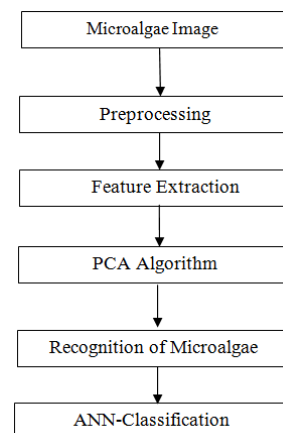 Microalgae Image
Preprocessing
Feature Extraction
PCA Algorithm
Recognition of Microalgae
ANN-Classification